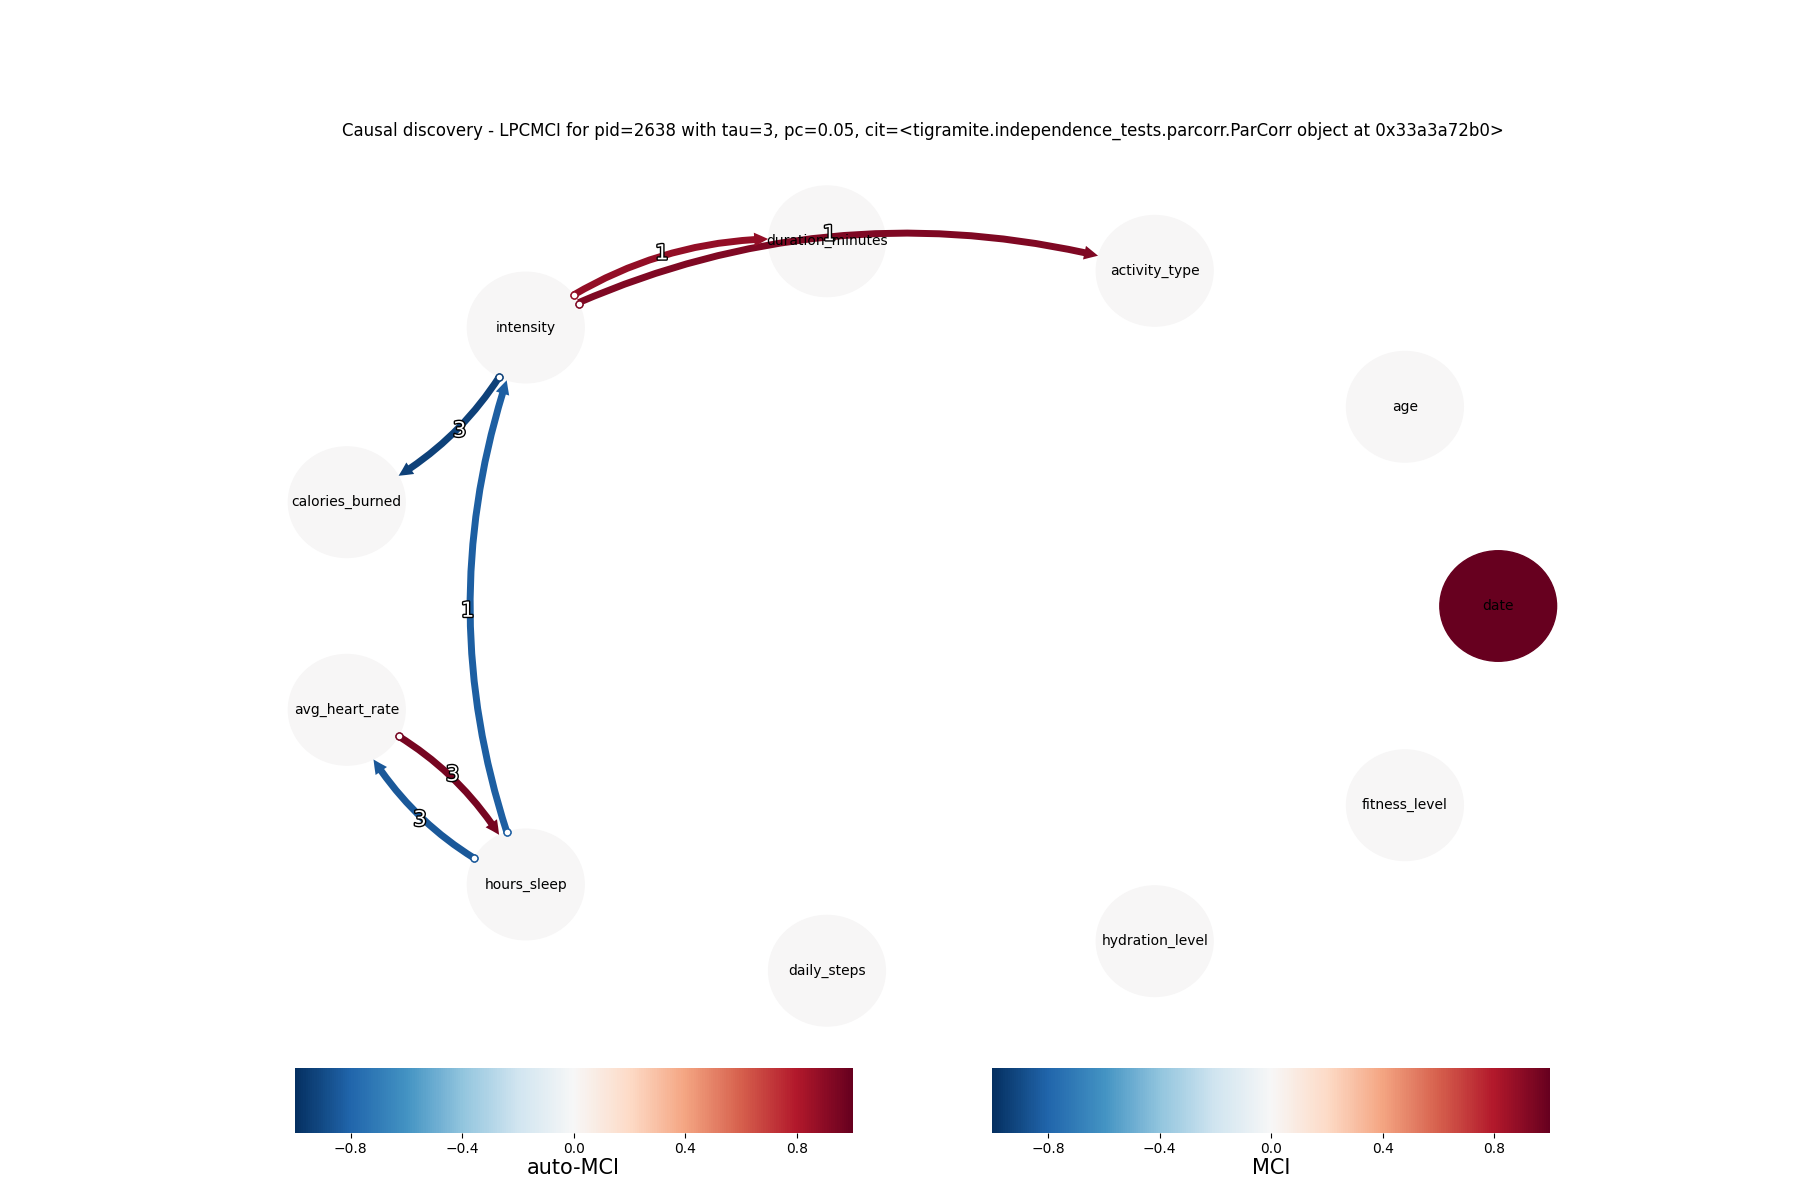 Causal discovery - LPCMCI for pid=2638 with tau=3, pc=0.05, cit=<tigramite.independence_tests.parcorr.ParCorr object at 0x33a3a72b0>
1
duration_minutes
1
activity_type
intensity
age
3
calories_burned
date
1
avg_heart_rate
3
3
fitness_level
hours_sleep
hydration_level
daily_steps
−0.8 −0.4 0.0 0.4 0.8
auto-MCI
−0.8 −0.4 0.0 0.4 0.8
MCI